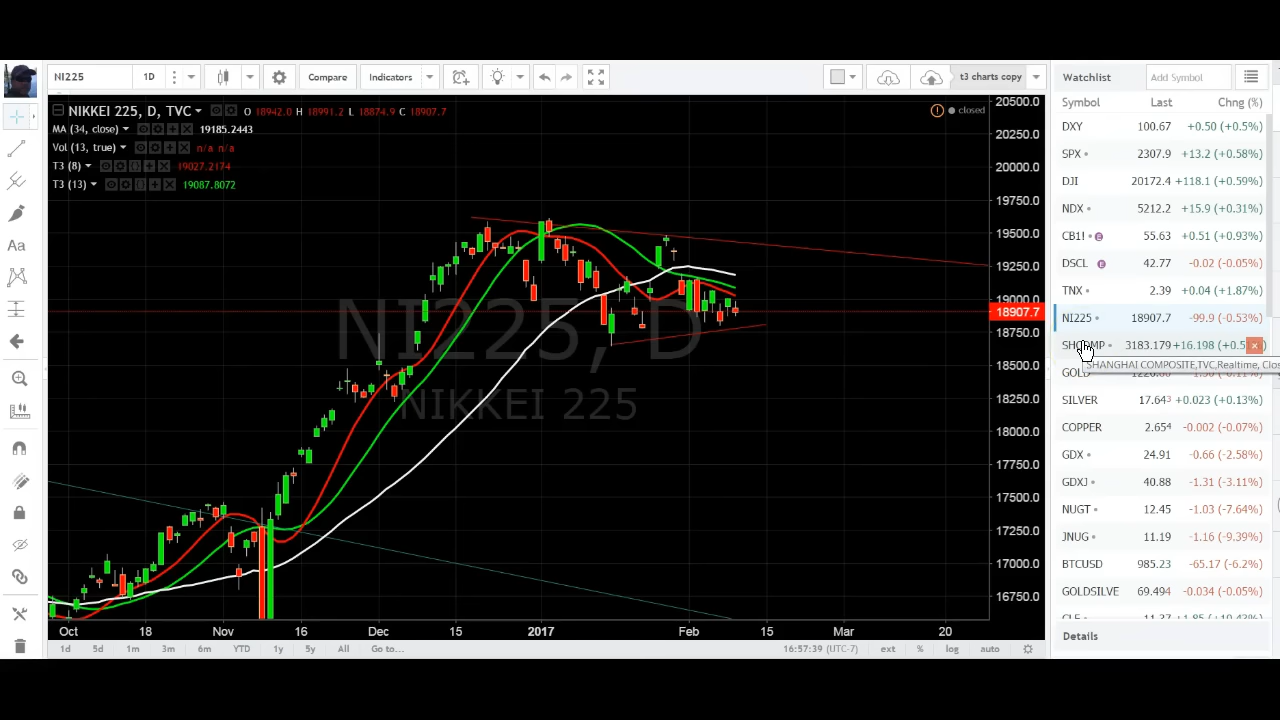 NI225 1D Compare Indicators t3 charts copy
NIKKEI 225, D, TVC O 18942.0 H 18991.2 L 18874.9 C 18907.7 closed
MA (34, close) 19185.2443
Vol (13, true) n/a n/a
T3 (8) 19027.2174
T3 (13) 19087.8072
NI225, D
NIKKEI 225
20500.0
20250.0
20000.0
19750.0
19500.0
19250.0
19000.0
18907.7
18750.0
18500.0
18250.0
18000.0
17750.0
17500.0
17250.0
17000.0
16750.0
Oct 18 Nov 16 Dec 15 2017 Feb 15 Mar 20
1d 5d 1m 3m 6m YTD 1y 5y All Go to... 16:57:39 (UTC-7) ext % log auto
Aa
Watchlist Add Symbol
Symbol Last Chng (%)
DXY 100.67 +0.50 (+0.5%)
SPX 2307.9 +13.2 (+0.58%)
DJI 20172.4 +118.1 (+0.59%)
NDX 5212.2 +15.9 (+0.31%)
CB1! 55.63 +0.51 (+0.93%)
DSCL 42.77 -0.02 (-0.05%)
TNX 2.39 +0.04 (+1.87%)
NI225 18907.7 -99.9 (-0.53%)
3183.179 +16.198
SHANGHAI COMPOSITE,TVC,Realtime,
GOLD
SILVER 17.643 +0.023 (+0.13%)
COPPER 2.654 -0.002 (-0.07%)
GDX 24.91 -0.66 (-2.58%)
GDXJ 40.88 -1.31 (-3.11%)
NUGT 12.45 -1.03 (-7.64%)
JNUG 11.19 -1.16 (-9.39%)
BTCUSD 985.23 -65.17 (-6.2%)
GOLDSILVE 69.494 -0.034 (-0.05%)
Details